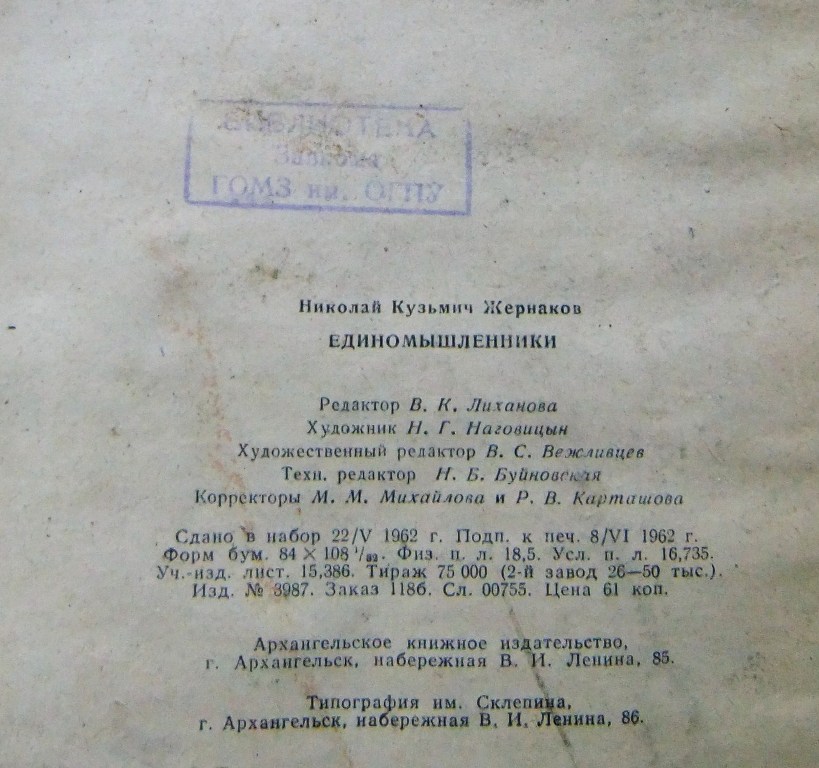 БИБЛИОТЕКА
ГОМЗ им. ОГПУ
Николай Кузьмич Жернаков
ЕДИНОМЫШЛЕННИКИ
Редактор В. К. Лиханова
Художник Н. Г. Наговицын
Художественный редактор В. С. Вежливцев
Техн. редактор Н. Б. Буйновская
Корректоры М. М. Михайлова и Р. В. Карташова
Сдано в набор 22/V 1962 г. Подп. к печ. 8/VI 1962 г.
Форм бум. 84 × 108 1/32. Физ. п. л. 18,5. Усл. п. л. 16,735.
Уч.-изд. лист. 15,386. Тираж 75 000 (2-й завод 26—50 тыс.).
Изд. № 3987. Заказ 1186. Сл. 00755. Цена 61 коп.
Архангельское книжное издательство,
г. Архангельск, набережная В. И. Ленина, 85.
Типография им. Склепина,
г. Архангельск, набережная В. И. Ленина, 86.